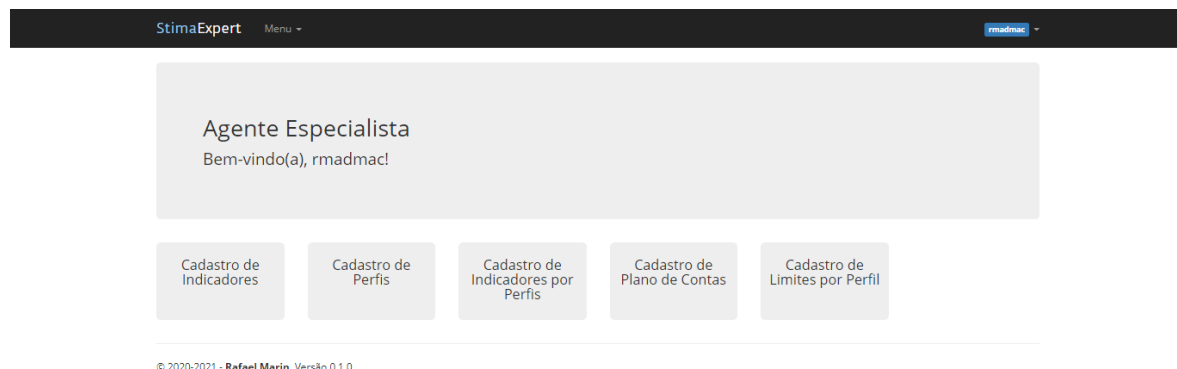 StimaExpert Menu rmadmac
Agente Especialista
Bem-vindo(a), rmadmac!
Cadastro de
Indicadores
Cadastro de
Perfis
Cadastro de
Indicadores por
Perfis
Cadastro de
Plano de Contas
Cadastro de
Limites por Perfil
© 2020-2021 - Rafael Marin. Versão 0.1.0